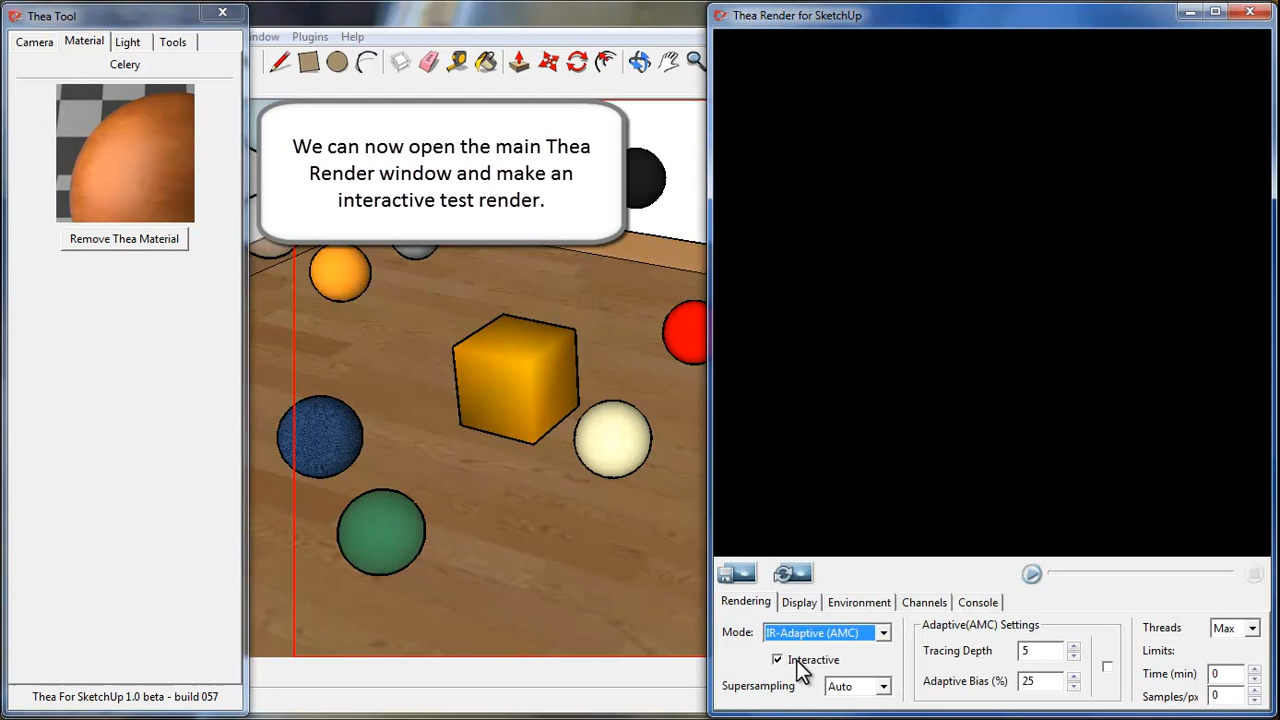 Thea Tool
Camera Material Light Tools
Celery
Remove Thea Material
Thea For SketchUp 1.0 beta - build 057
Plugins Help
We can now open the main Thea
Render window and make an
interactive test render.
Thea Render for SketchUp
Rendering Display Environment Channels Console
Mode: IR-Adaptive (AMC)
Interactive
Supersampling Auto
Adaptive(AMC) Settings
Tracing Depth 5
Adaptive Bias (%) 25
Threads Max
Limits:
Time (min) 0
Samples/px 0